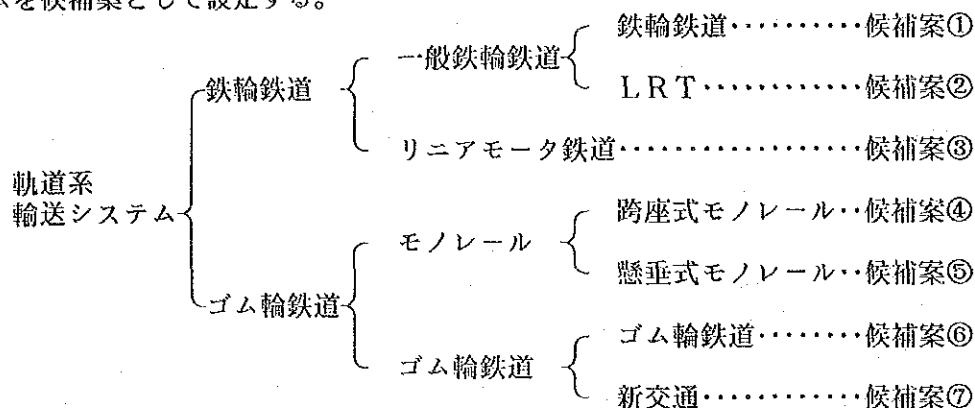 ムを候補案として設定する。
鉄輪鉄道··········候補案①
一般鉄輪鉄道
鉄輪鉄道
LRT············候補案②
リニアモータ鉄道··················候補案③
軌道系
輸送システム
跨座式モノレール··候補案④
モノレール
懸垂式モノレール··候補案⑤
ゴム輪鉄道
ゴム輪鉄道·········候補案⑥
ゴム輪鉄道
新交通············候補案⑦